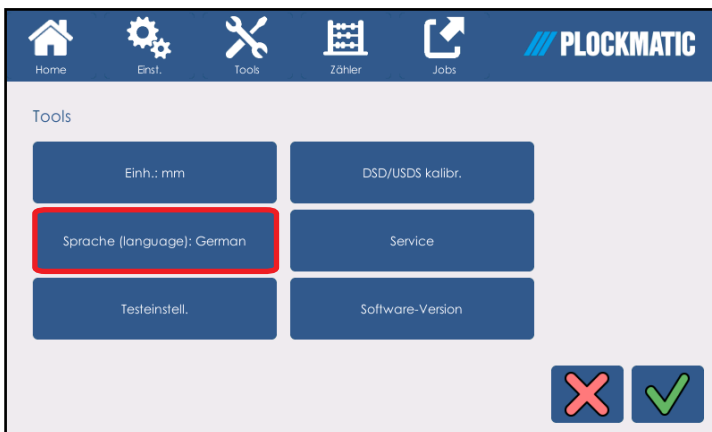 Home
Einst.
Tools
Zähler
Jobs
PLOCKMATIC
Tools
Einh.: mm
DSD/USDS kalibr.
Sprache (language): German
Service
Testeinstell.
Software-Version